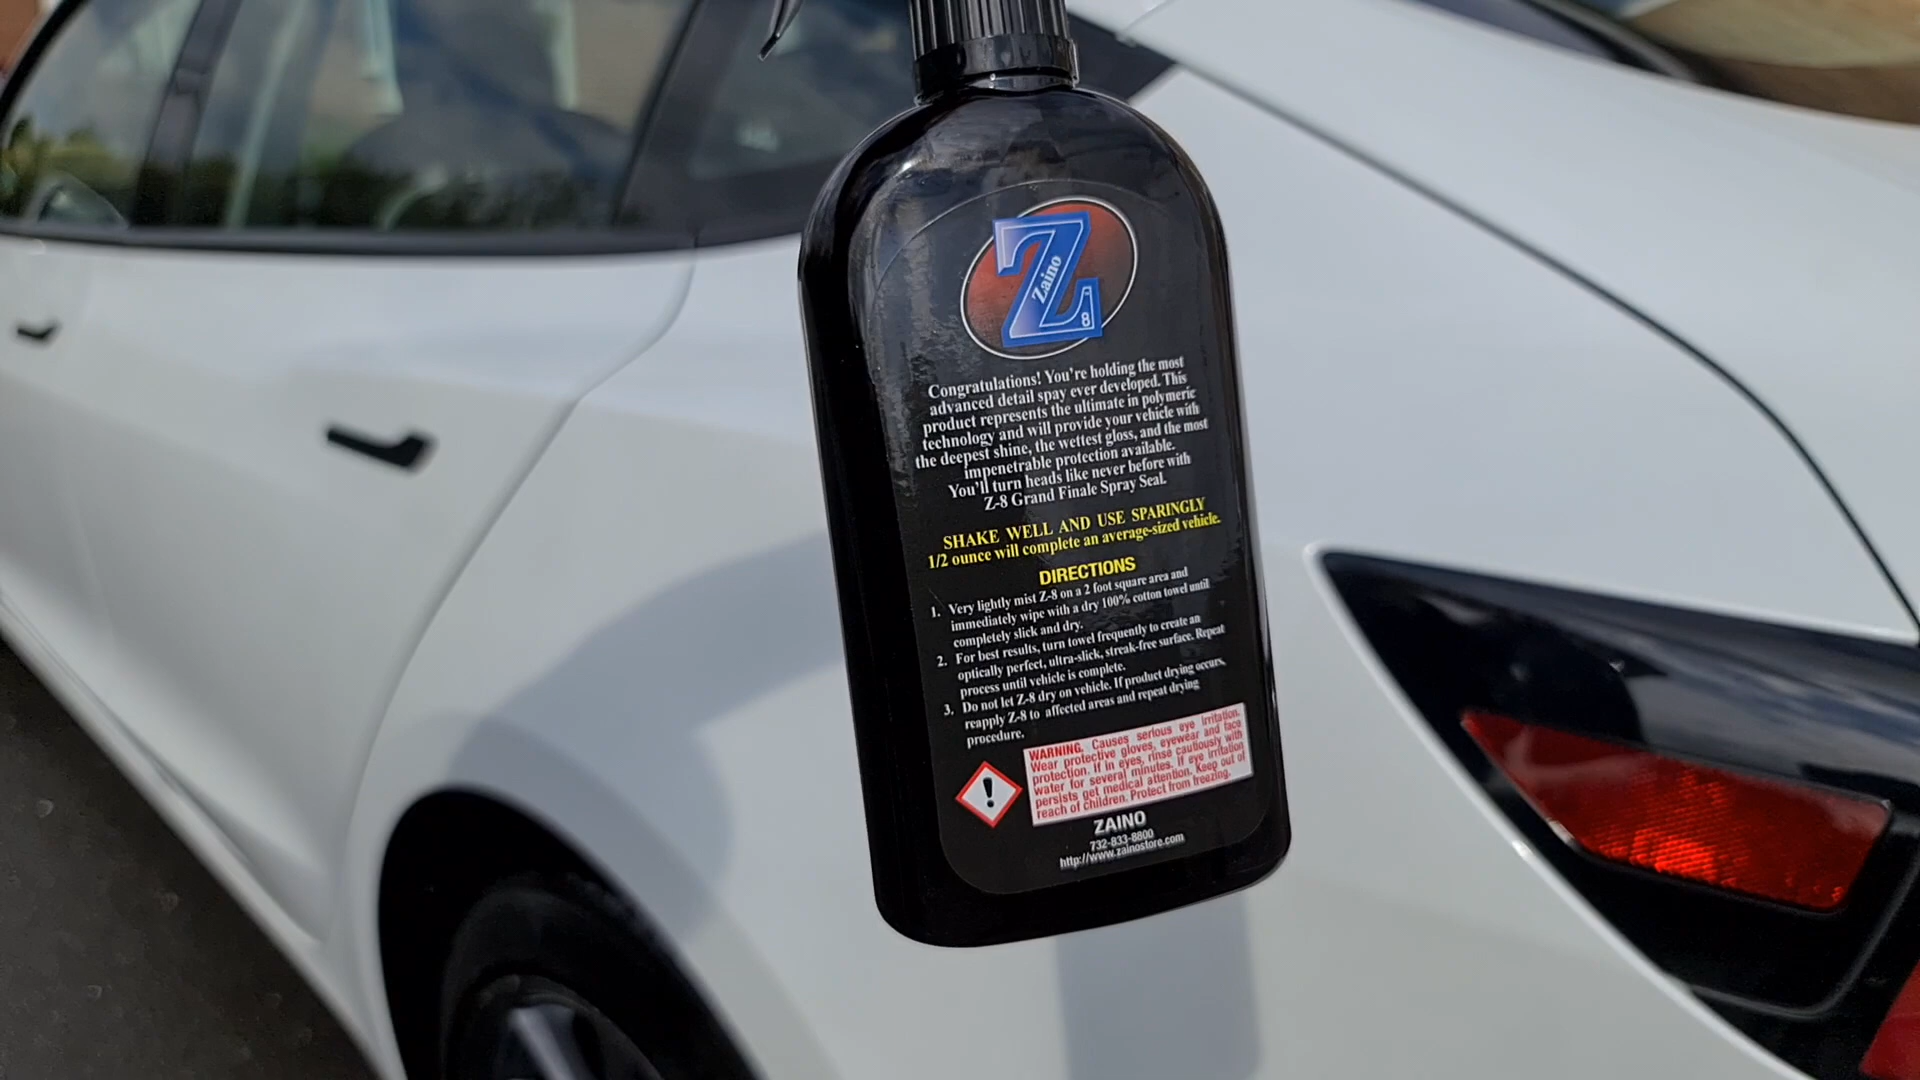 Zaino
8
Congratulations! You're holding the most
advanced detail spay ever developed. This
product represents the ultimate in polymeric
technology and will provide your vehicle with
the deepest shine, the wettest gloss, and the most
impenetrable protection available.
You'll turn heads like never before with
Z-8 Grand Finale Spray Seal.
SHAKE WELL AND USE SPARINGLY
1/2 ounce will complete an average-sized vehicle.
DIRECTIONS
1. Very lightly mist Z-8 on a 2 foot square area and
immediately wipe with a dry 100% cotton towel until
completely slick and dry.
2. For best results, turn towel frequently to create an
optically perfect, ultra-slick, streak-free surface. Repeat
process until vehicle is complete.
3. Do not let Z-8 dry on vehicle. If product drying occurs,
reapply Z-8 to affected areas and repeat drying
procedure.
WARNING. Causes serious eye irritation.
Wear protective gloves, eyewear and face
protection. If in eyes, rinse cautiously with
water for several minutes. If eye irritation
persists get medical attention. Keep out of
reach of children. Protect from freezing.
ZAINO
732-833-8800
http://www.zainostore.com